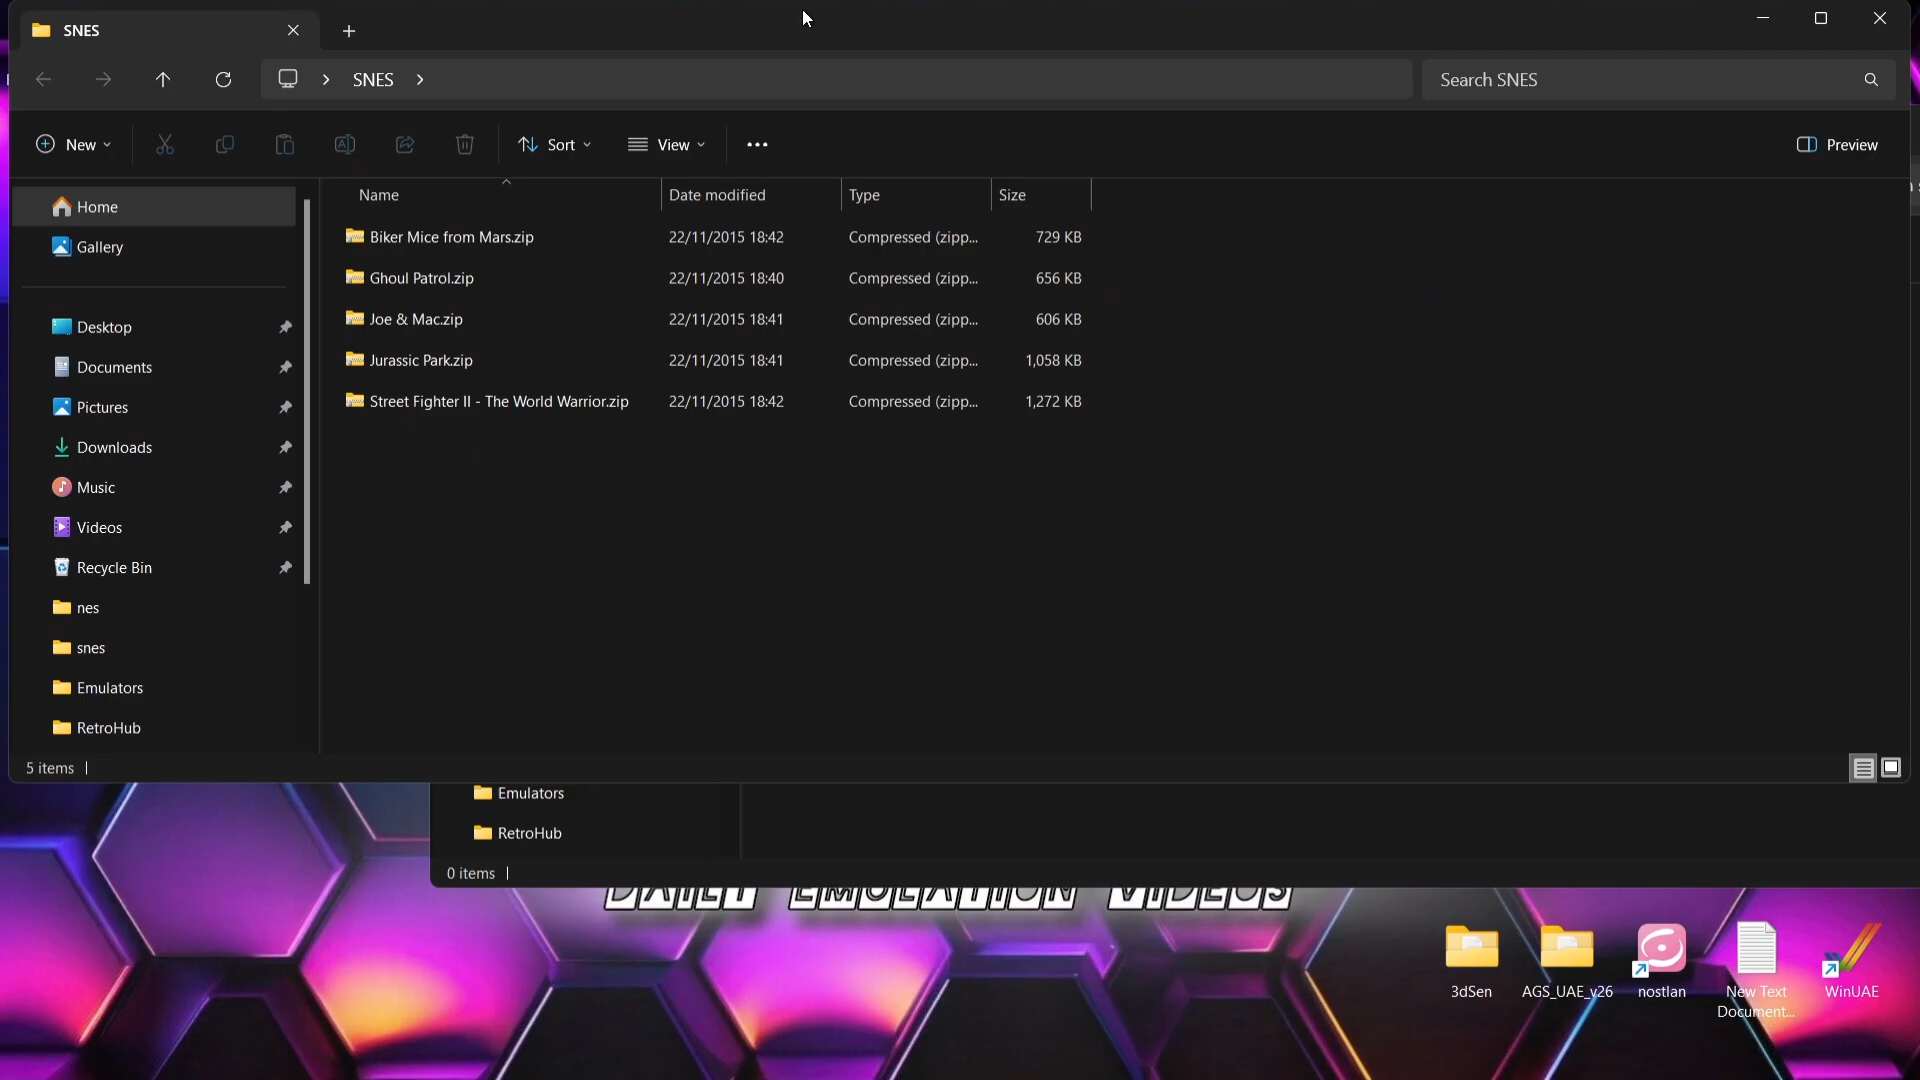 SNES
SNES
Search SNES
New
Sort
View
Preview
Name
Date modified
Type
Size
Home
Gallery
Desktop
Documents
Pictures
Downloads
Music
Videos
Recycle Bin
nes
snes
Emulators
RetroHub
Biker Mice from Mars.zip 22/11/2015 18:42 Compressed (zipp... 729 KB
Ghoul Patrol.zip 22/11/2015 18:40 Compressed (zipp... 656 KB
Joe & Mac.zip 22/11/2015 18:41 Compressed (zipp... 606 KB
Jurassic Park.zip 22/11/2015 18:41 Compressed (zipp... 1,058 KB
Street Fighter II - The World Warrior.zip 22/11/2015 18:42 Compressed (zipp... 1,272 KB
5 items
Emulators
RetroHub
0 items
DAILY EMULATION VIDEOS
3dSen
AGS_UAE_v26
nostlan
New Text
Document...
WinUAE